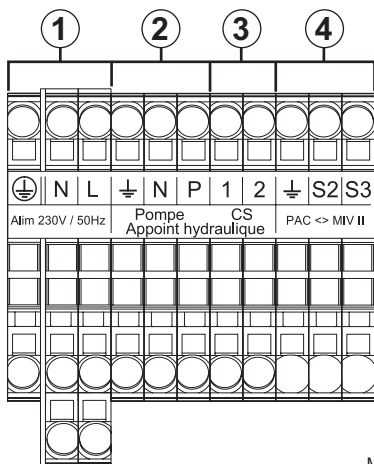 1 2 3 4
⏚ N L ⏚ N P 1 2 ⏚ S2 S3
Alim 230V / 50Hz Pompe CS PAC <> MIV II
Appoint hydraulique
M